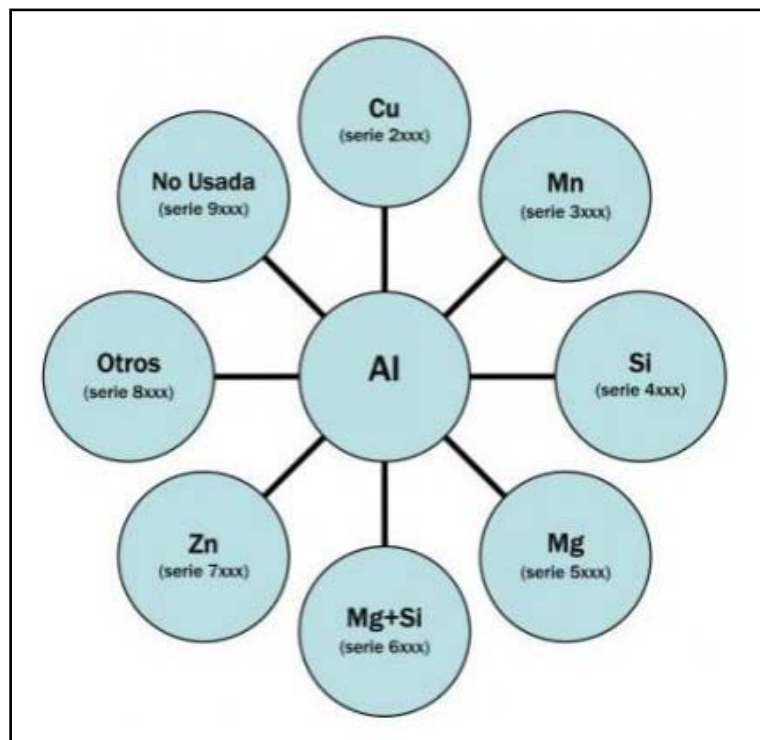 Cu
(serie 2xxx)
Mn
(serie 3xxx)
Si
(serie 4xxx)
Mg
(serie 5xxx)
Mg+Si
(serie 6xxx)
Zn
(serie 7xxx)
Otros
(serie 8xxx)
No Usada
(serie 9xxx)
Al